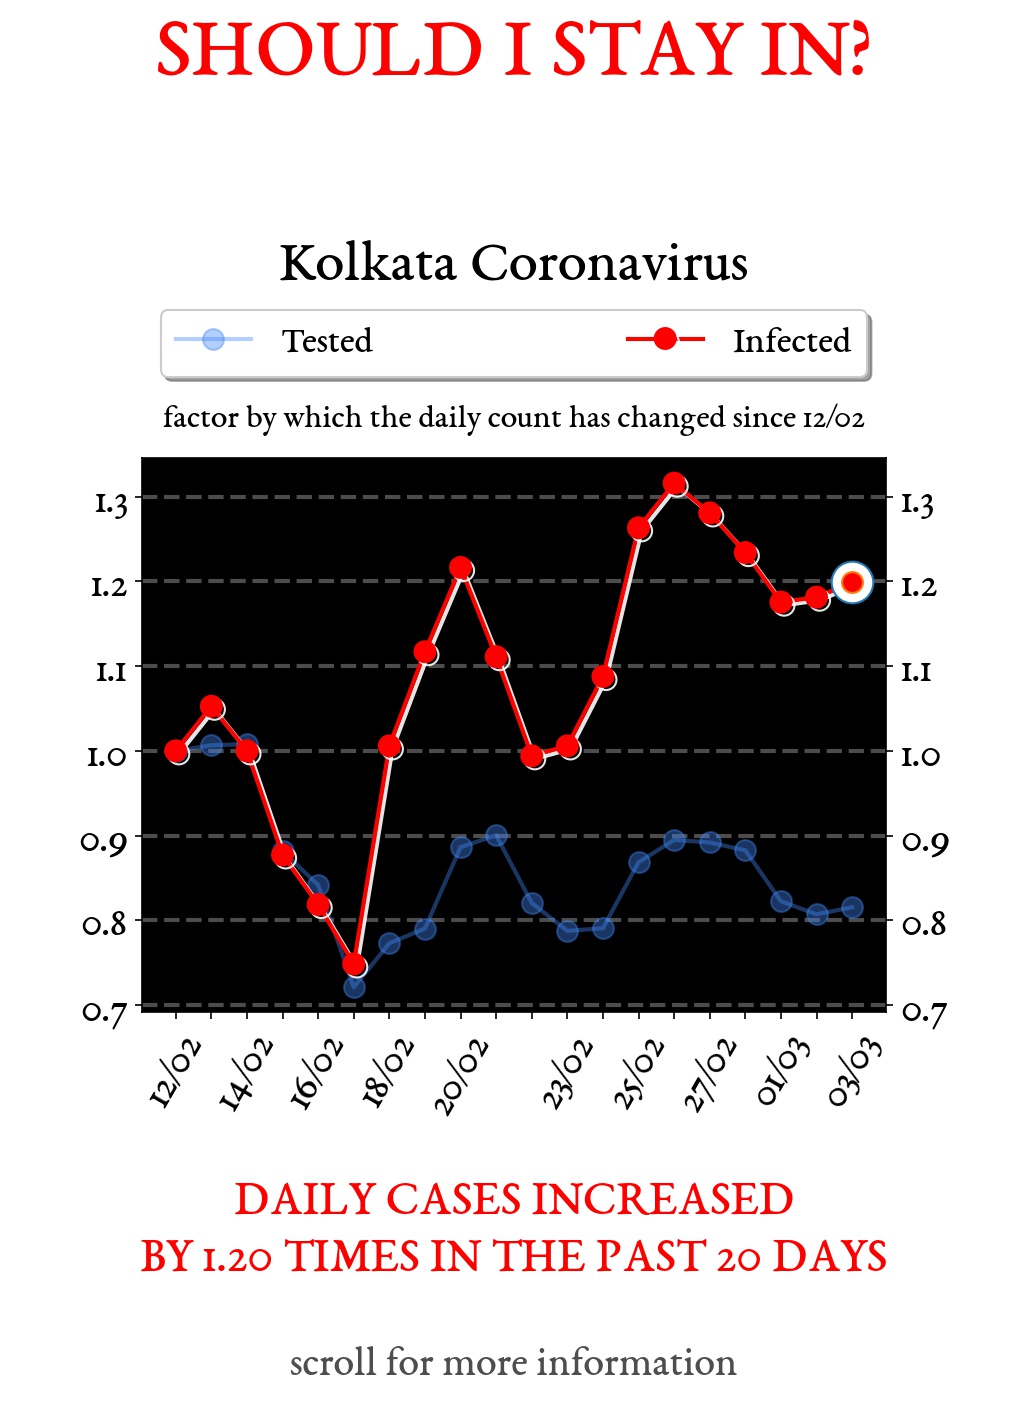 SHOULD I STAY IN?
Kolkata Coronavirus
Tested Infected
factor by which the daily count has changed since 12/02
1.3 1.3
1.2 1.2
1.1 1.1
1.0 1.0
0.9 0.9
0.8 0.8
0.7 0.7
12/02 14/02 16/02 18/02 20/02 23/02 25/02 27/02 01/03 03/03
DAILY CASES INCREASED
BY 1.20 TIMES IN THE PAST 20 DAYS
scroll for more information